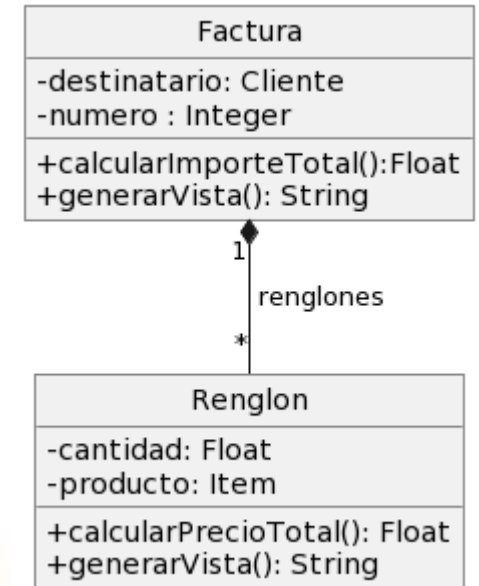 Factura
-destinatario: Cliente
-numero : Integer
+calcularImporteTotal():Float
+generarVista(): String
1
renglones
*
Renglon
-cantidad: Float
-producto: Item
+calcularPrecioTotal(): Float
+generarVista(): String